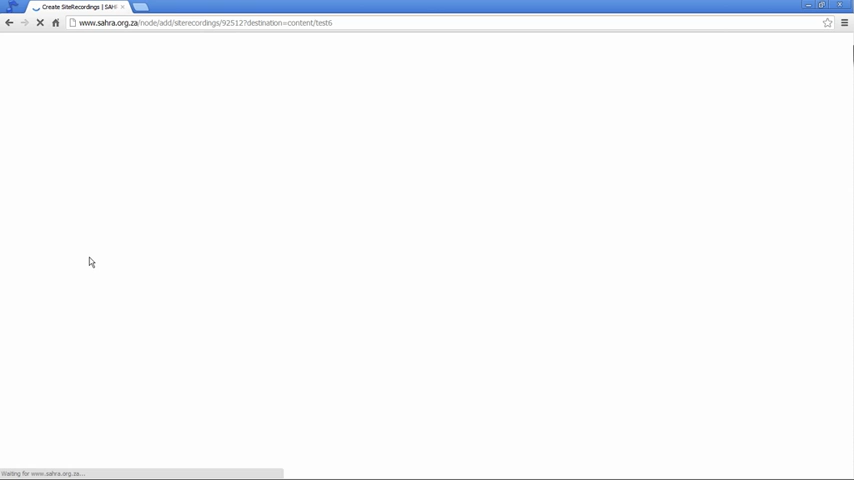 Create SiteRecordings | SAH
www.sahra.org.za/node/add/siterecordings/92512?destination=content/test6
Waiting for www.sahra.org.za...